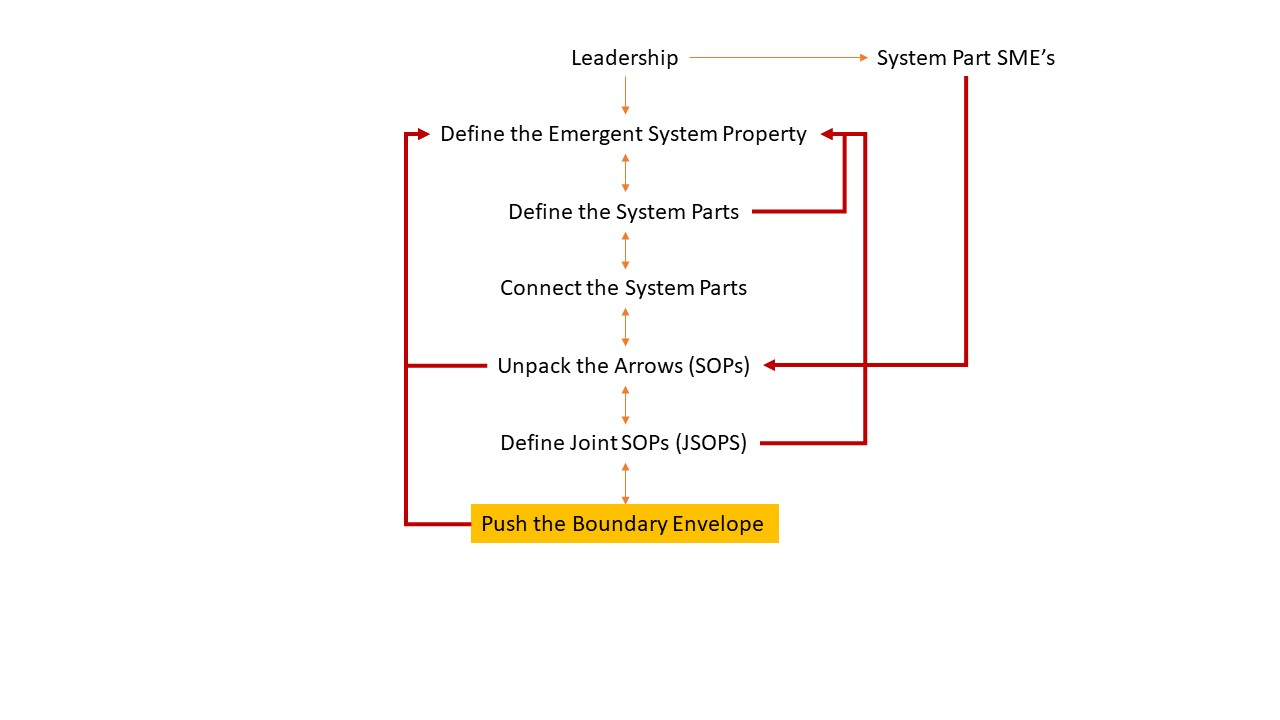 Leadership
System Part SME’s
Define the Emergent System Property
Define the System Parts
Connect the System Parts
Unpack the Arrows (SOPs)
Define Joint SOPs (JSOPS)
Push the Boundary Envelope